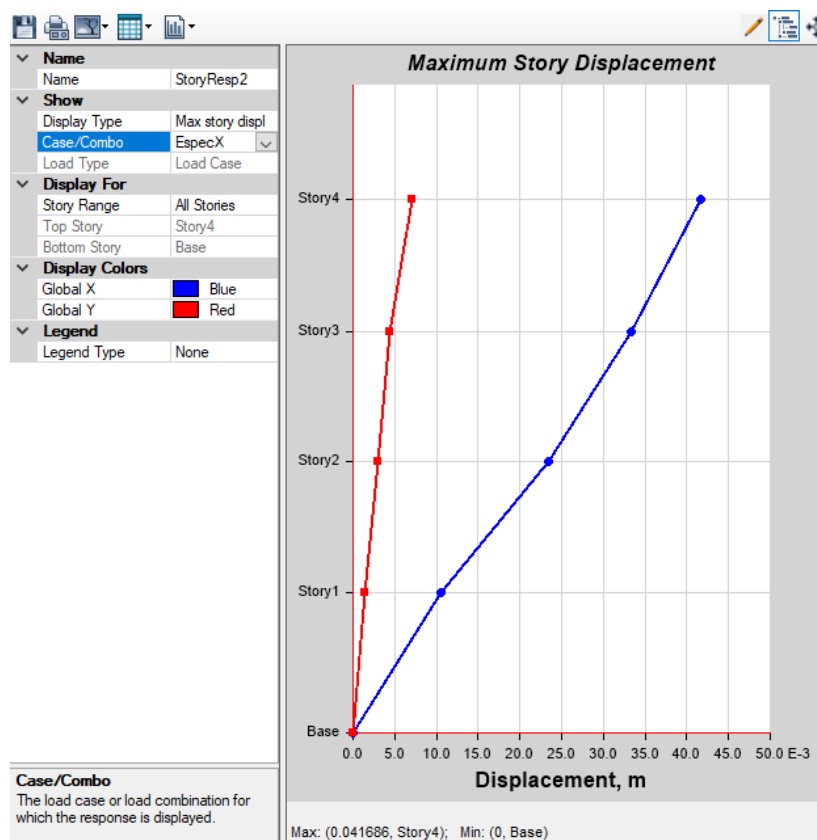 Name
Name StoryResp2
Show
Display Type Max story displ
Case/Combo EspecX
Load Type Load Case
Display For
Story Range All Stories
Top Story Story4
Bottom Story Base
Display Colors
Global X Blue
Global Y Red
Legend
Legend Type None
Case/Combo
The load case or load combination for
which the response is displayed.
Maximum Story Displacement
Story4
Story3
Story2
Story1
Base
0.0 5.0 10.0 15.0 20.0 25.0 30.0 35.0 40.0 45.0 50.0 E-3
Displacement, m
Max: (0.041686, Story4); Min: (0, Base)